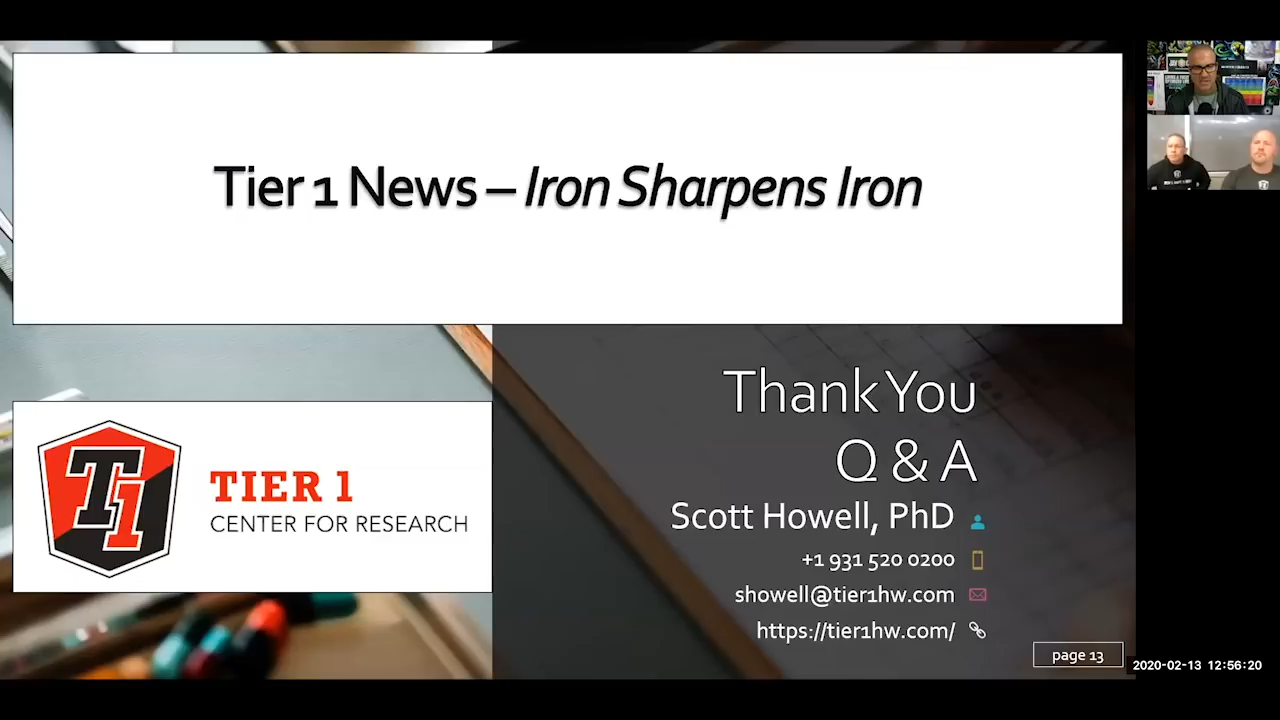 Tier 1 News – Iron Sharpens Iron
T1
TIER 1
CENTER FOR RESEARCH
Thank You
Q & A
Scott Howell, PhD
+1 931 520 0200
showell@tier1hw.com
https://tier1hw.com/
page 13
2020-02-13 12:56:20